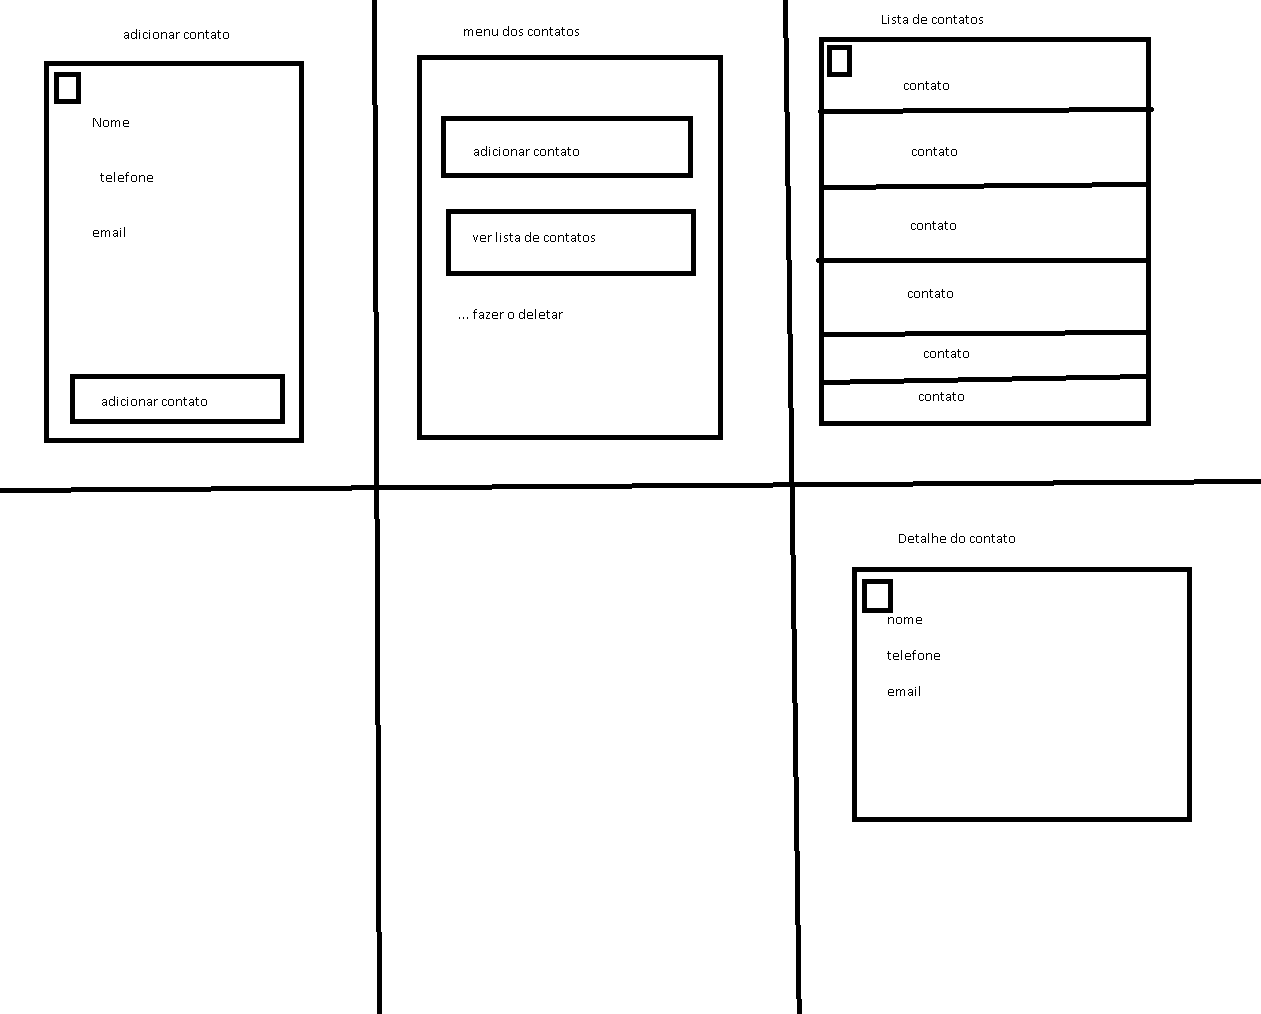 adicionar contato
Nome
telefone
email
adicionar contato
menu dos contatos
adicionar contato
ver lista de contatos
... fazer o deletar
Lista de contatos
contato
contato
contato
contato
contato
contato
Detalhe do contato
nome
telefone
email